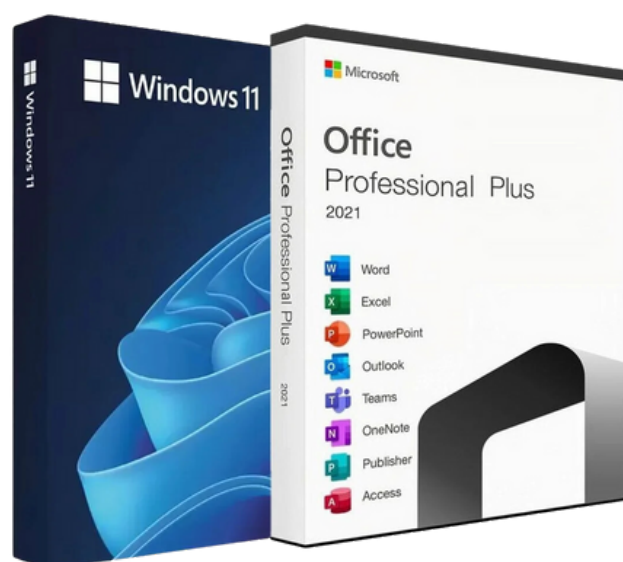 Windows 11
Windows 11
Office Professional Plus 2021
Microsoft
Office
Professional Plus
2021
W Word
X Excel
P PowerPoint
O Outlook
T Teams
N OneNote
P Publisher
A Access